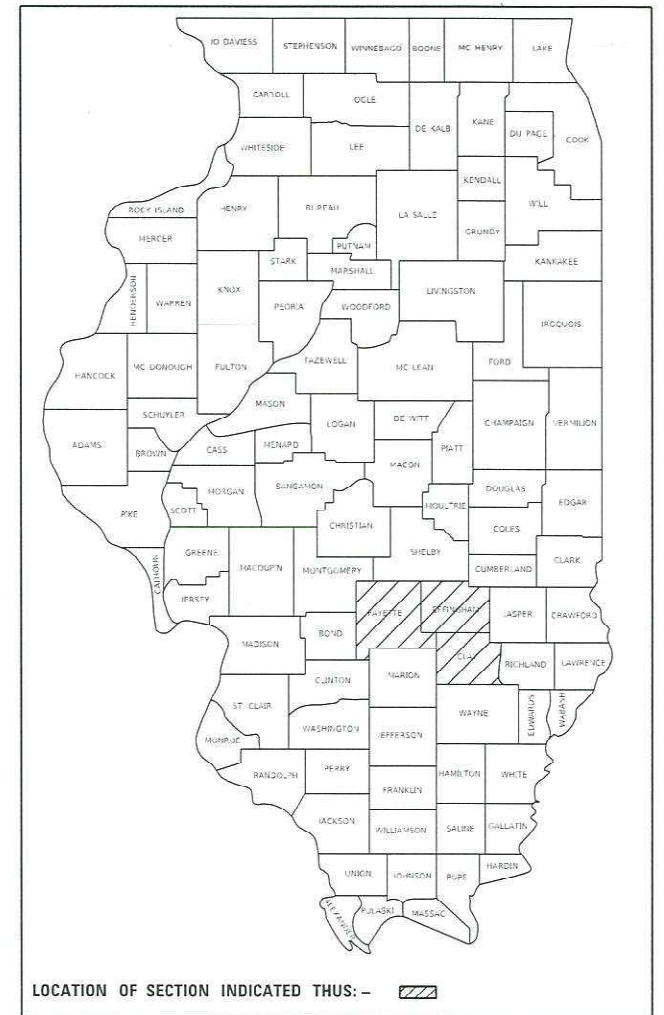 JO DAVIESS STEPHENSON WINNEBAGO BOONE MC HENRY LAKE
CARROLL OGLE
DE KALB KANE DU PAGE COOK
WHITESIDE LEE
KENDALL
ROCK ISLAND HENRY BUREAU LA SALLE WILL
MERCER PUTNAM GRUNDY
STARK MARSHALL KANKAKEE
HENDERSON WARREN KNOX PEORIA WOODFORD LIVINGSTON IROQUOIS
HANCOCK MC DONOUGH FULTON TAZEWELL MC LEAN FORD
MASON
SCHUYLER LOGAN DE WITT CHAMPAIGN VERMILION
ADAMS BROWN CASS MENARD PIATT
MACON
PIKE SCOTT MORGAN SANGAMON MOULTRIE DOUGLAS EDGAR
CHRISTIAN COLES
CALHOUN GREENE MACOUPIN MONTGOMERY SHELBY CUMBERLAND CLARK
JERSEY FAYETTE EFFINGHAM JASPER CRAWFORD
MADISON BOND CLAY RICHLAND LAWRENCE
CLINTON MARION
ST. CLAIR WAYNE EDWARDS WABASH
MONROE WASHINGTON JEFFERSON
RANDOLPH PERRY HAMILTON WHITE
FRANKLIN
JACKSON WILLIAMSON SALINE GALLATIN
UNION JOHNSON POPE HARDIN
ALEXANDER PULASKI MASSAC
LOCATION OF SECTION INDICATED THUS: –